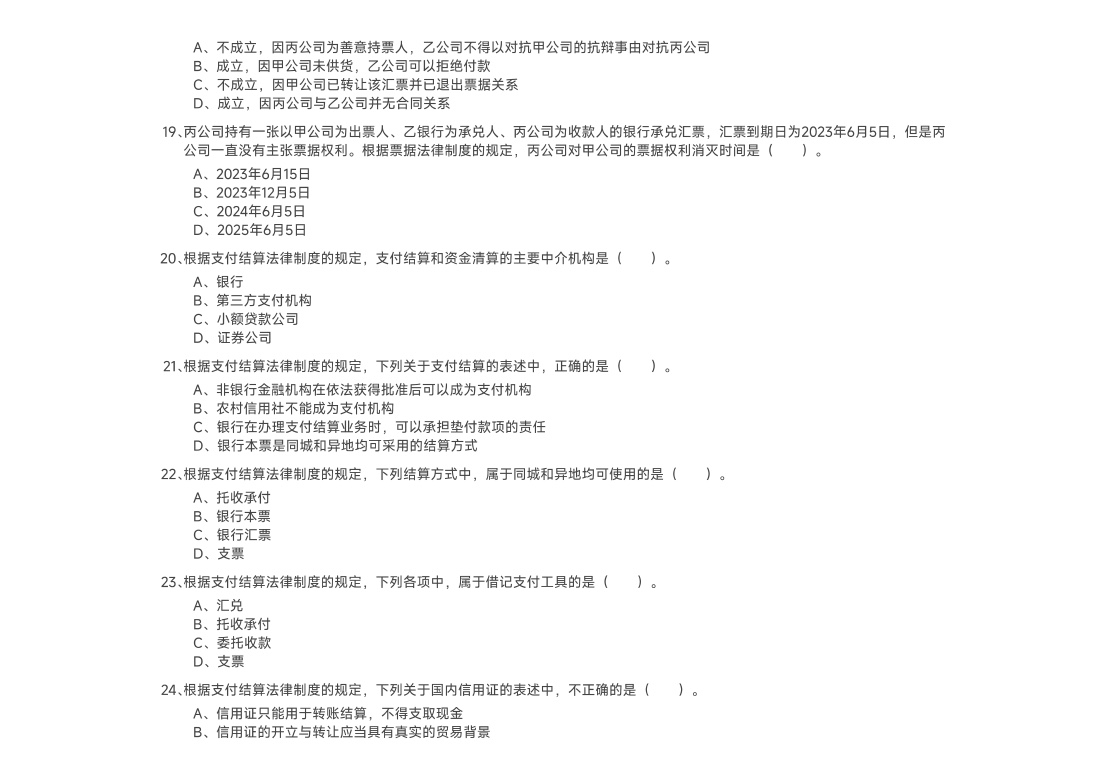 A、不成立，因丙公司为善意持票人，乙公司不得以对抗甲公司的抗辩事由对抗丙公司
B、成立，因甲公司未供货，乙公司可以拒绝付款
C、不成立，因甲公司已转让该汇票并已退出票据关系
D、成立，因丙公司与乙公司并无合同关系
19、丙公司持有一张以甲公司为出票人、乙银行为承兑人、丙公司为收款人的银行承兑汇票，汇票到期日为2023年6月5日，但是丙
公司一直没有主张票据权利。根据票据法律制度的规定，丙公司对甲公司的票据权利消灭时间是（　　）。
A、2023年6月15日
B、2023年12月5日
C、2024年6月5日
D、2025年6月5日
20、根据支付结算法律制度的规定，支付结算和资金清算的主要中介机构是（　　）。
A、银行
B、第三方支付机构
C、小额贷款公司
D、证券公司
21、根据支付结算法律制度的规定，下列关于支付结算的表述中，正确的是（　　）。
A、非银行金融机构在依法获得批准后可以成为支付机构
B、农村信用社不能成为支付机构
C、银行在办理支付结算业务时，可以承担垫付款项的责任
D、银行本票是同城和异地均可采用的结算方式
22、根据支付结算法律制度的规定，下列结算方式中，属于同城和异地均可使用的是（　　）。
A、托收承付
B、银行本票
C、银行汇票
D、支票
23、根据支付结算法律制度的规定，下列各项中，属于借记支付工具的是（　　）。
A、汇兑
B、托收承付
C、委托收款
D、支票
24、根据支付结算法律制度的规定，下列关于国内信用证的表述中，不正确的是（　　）。
A、信用证只能用于转账结算，不得支取现金
B、信用证的开立与转让应当具有真实的贸易背景